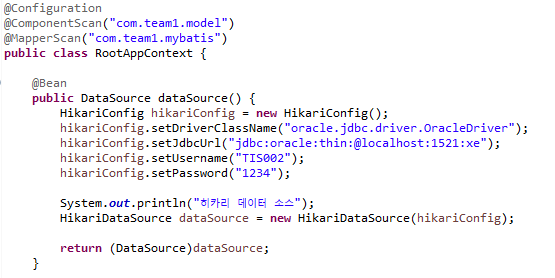 @Configuration
@ComponentScan("com.team1.model")
@MapperScan("com.team1.mybatis")
public class RootAppContext {
@Bean
public DataSource dataSource() {
HikariConfig hikariConfig = new HikariConfig();
hikariConfig.setDriverClassName("oracle.jdbc.driver.OracleDriver");
hikariConfig.setJdbcUrl("jdbc:oracle:thin:@localhost:1521:xe");
hikariConfig.setUsername("TIS002");
hikariConfig.setPassword("1234");
System.out.println("히카리 데이터 소스");
HikariDataSource dataSource = new HikariDataSource(hikariConfig);
return (DataSource)dataSource;
}